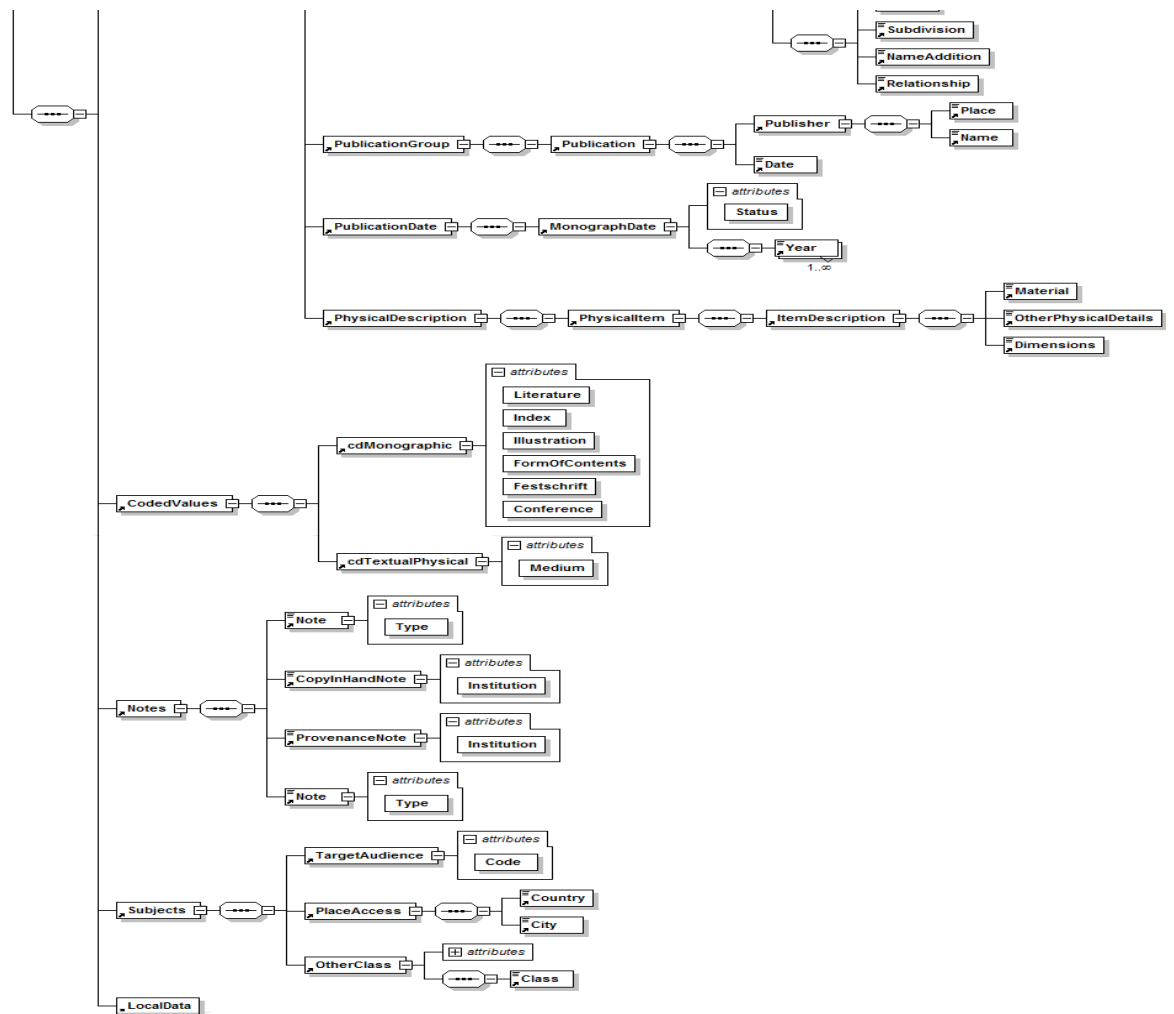 Subdivision
NameAddition
Relationship
Place
Publisher
PublicationGroup
Publication
Name
Date
attributes
Status
PublicationDate
MonographDate
Year
1..∞
Material
PhysicalDescription
PhysicalItem
ItemDescription
OtherPhysicalDetails
Dimensions
attributes
Literature
Index
Illustration
cdMonographic
FormOfContents
Festschrift
CodedValues
Conference
attributes
cdTextualPhysical
Medium
attributes
Note
Type
attributes
CopyInHandNote
Institution
Notes
attributes
ProvenanceNote
Institution
attributes
Note
Type
attributes
TargetAudience
Code
Country
Subjects
PlaceAccess
City
attributes
OtherClass
Class
LocalData